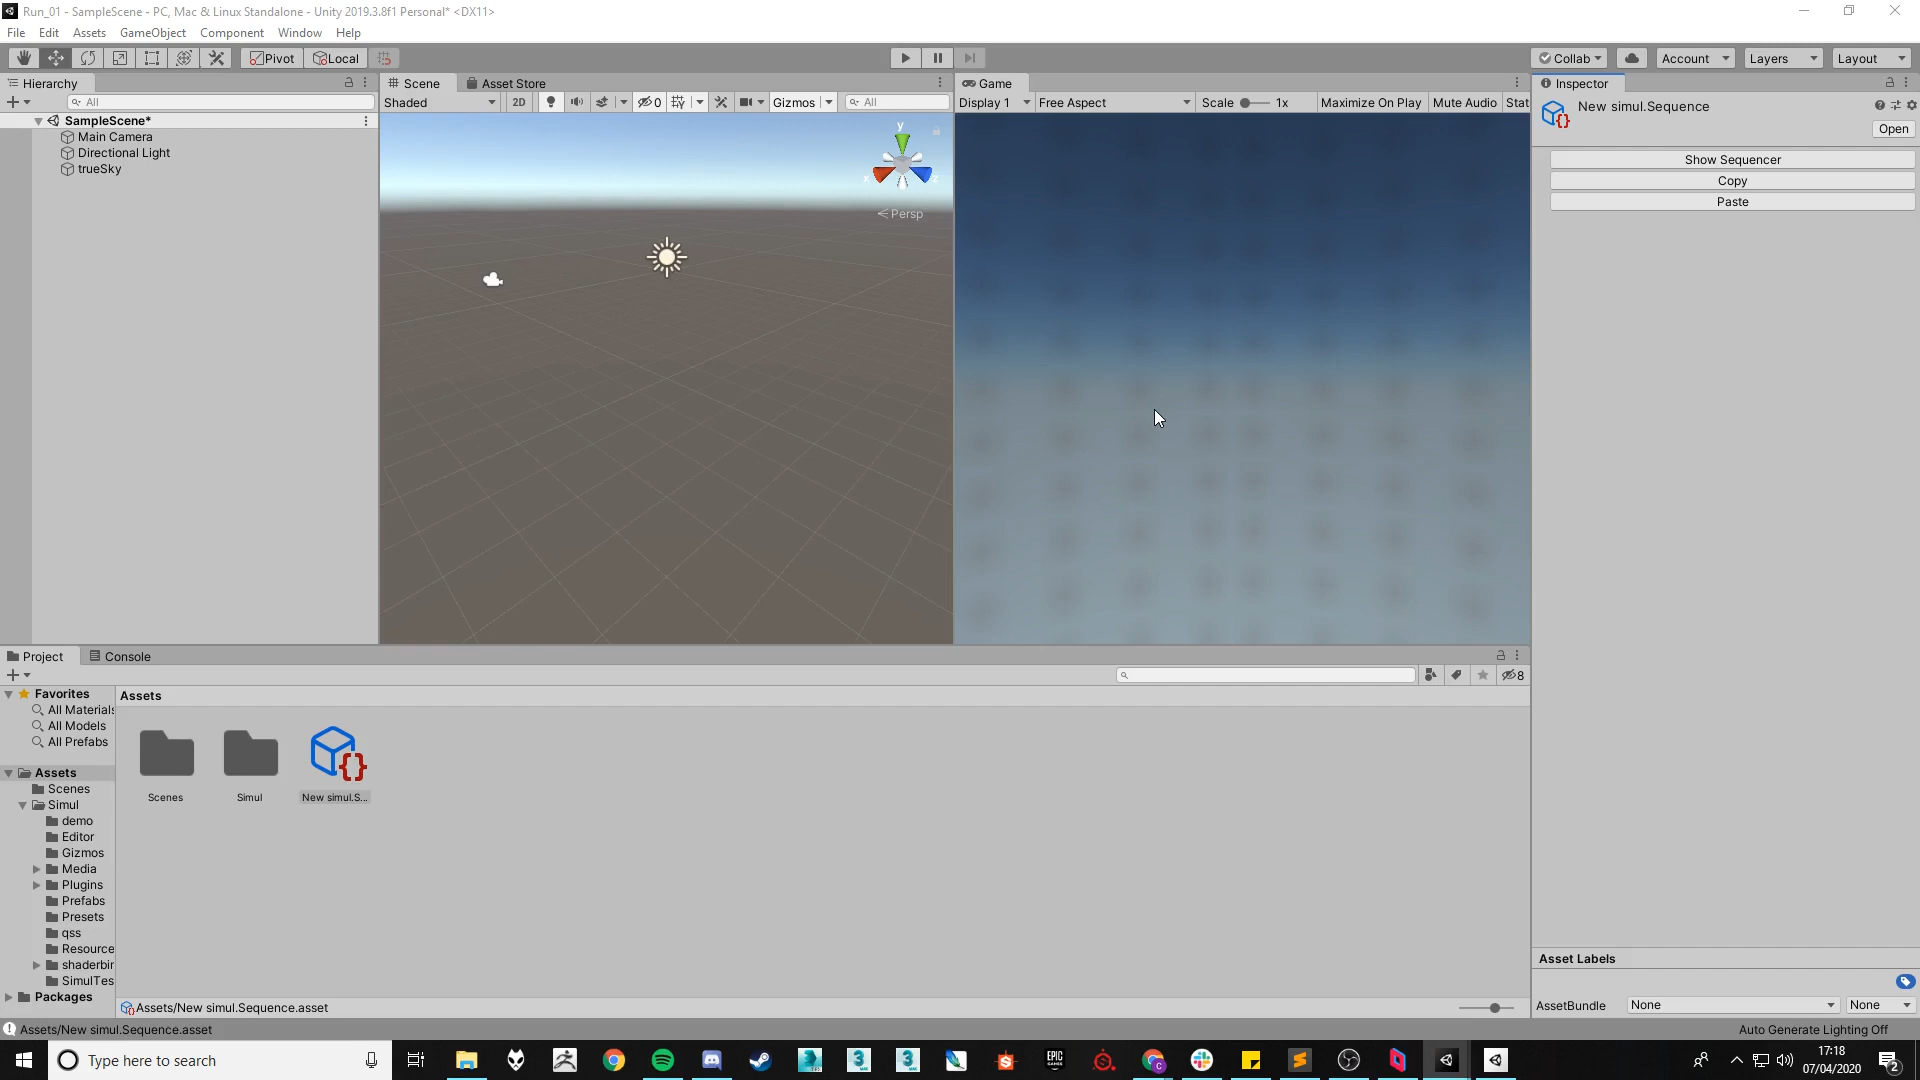 Run_01 - SampleScene - PC, Mac & Linux Standalone - Unity 2019.3.8f1 Personal* <DX11>
File Edit Assets GameObject Component Window Help
Pivot Local Collab Account Layers Layout
Hierarchy
All
SampleScene*
Main Camera
Directional Light
trueSky
Scene Asset Store
Shaded 2D 0 Gizmos All
y
x
z
Persp
Game
Display 1 Free Aspect Scale 1x Maximize On Play Mute Audio Stat
Inspector
New simul.Sequence
Open
Show Sequencer
Copy
Paste
Project Console
8
Favorites
All Materials
All Models
All Prefabs
Assets
Scenes
Simul
demo
Editor
Gizmos
Media
Plugins
Prefabs
Presets
qss
Resource
shaderbin
SimulTes
Packages
Assets
Scenes
Simul
New simul.S...
Assets/New simul.Sequence.asset
Asset Labels
AssetBundle None None
Assets/New simul.Sequence.asset
Auto Generate Lighting Off
Type here to search
EPIC GAMES
17:18
07/04/2020
2